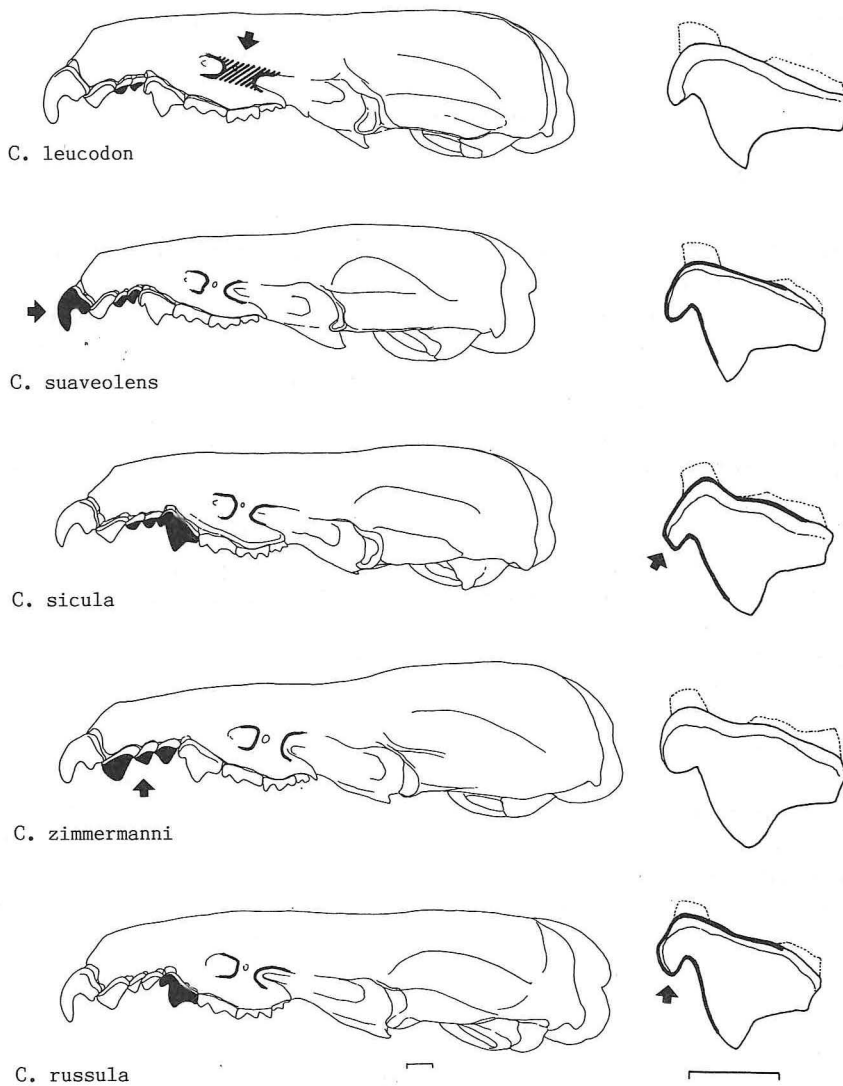 C. leucodon
C. suaveolens
C. sicula
C. zimmermanni
C. russula